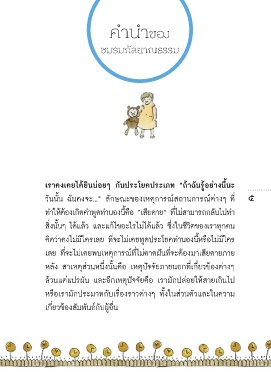 คำนำของ
ชมรมกัลยาณธรรม
เราคงเคยได้ยินบ่อยๆ กับประโยคประเภท "ถ้าฉันรู้อย่างนี้นะ
วันนั้น ฉันคงจะ..." ลักษณะของเหตุการณ์สถานการณ์ต่างๆ ที่
ทำให้ต้องเกิดคำพูดทำนองนี้คือ "เสียดาย" ที่ไม่สามารถกลับไปทำ
สิ่งนั้นๆ ได้แล้ว และแก้ไขอะไรไม่ได้แล้ว ซึ่งในชีวิตของเราทุกคน
คิดว่าคงไม่มีใครเลย ที่จะไม่เคยพูดประโยคทำนองนี้หรือไม่มีใคร
เลย ที่จะไม่เคยพบเหตุการณ์ที่ไม่คาดฝันที่จะต้องมาเสียดายภาย
หลัง สาเหตุส่วนหนึ่งนั้นคือ เหตุปัจจัยภายนอกที่เกี่ยวข้องต่างๆ
ล้วนแต่แปรผัน และอีกเหตุปัจจัยคือ เรามักปล่อยให้สายเกินไป
หรือเรามักประมาทกับเรื่องราวต่างๆ ทั้งในส่วนตัวและในความ
เกี่ยวข้องสัมพันธ์กับผู้อื่น
๕